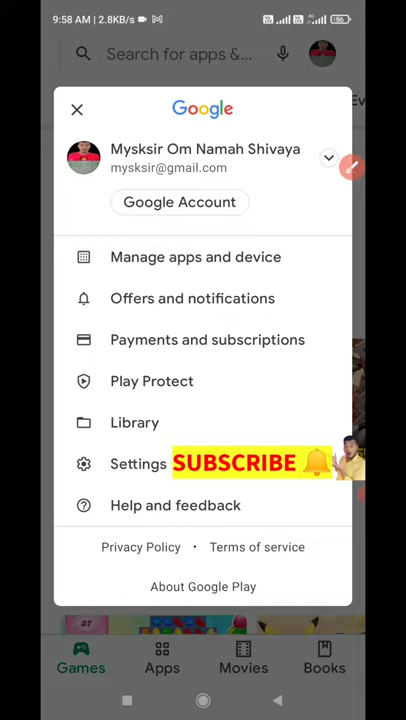 9:58 AM | 2.8KB/s
56
Search for apps &...
Ev
Google
Mysksir Om Namah Shivaya
mysksir@gmail.com
Google Account
Manage apps and device
Offers and notifications
Payments and subscriptions
Play Protect
Library
Settings
SUBSCRIBE
Help and feedback
Privacy Policy • Terms of service
About Google Play
Games Apps Movies Books